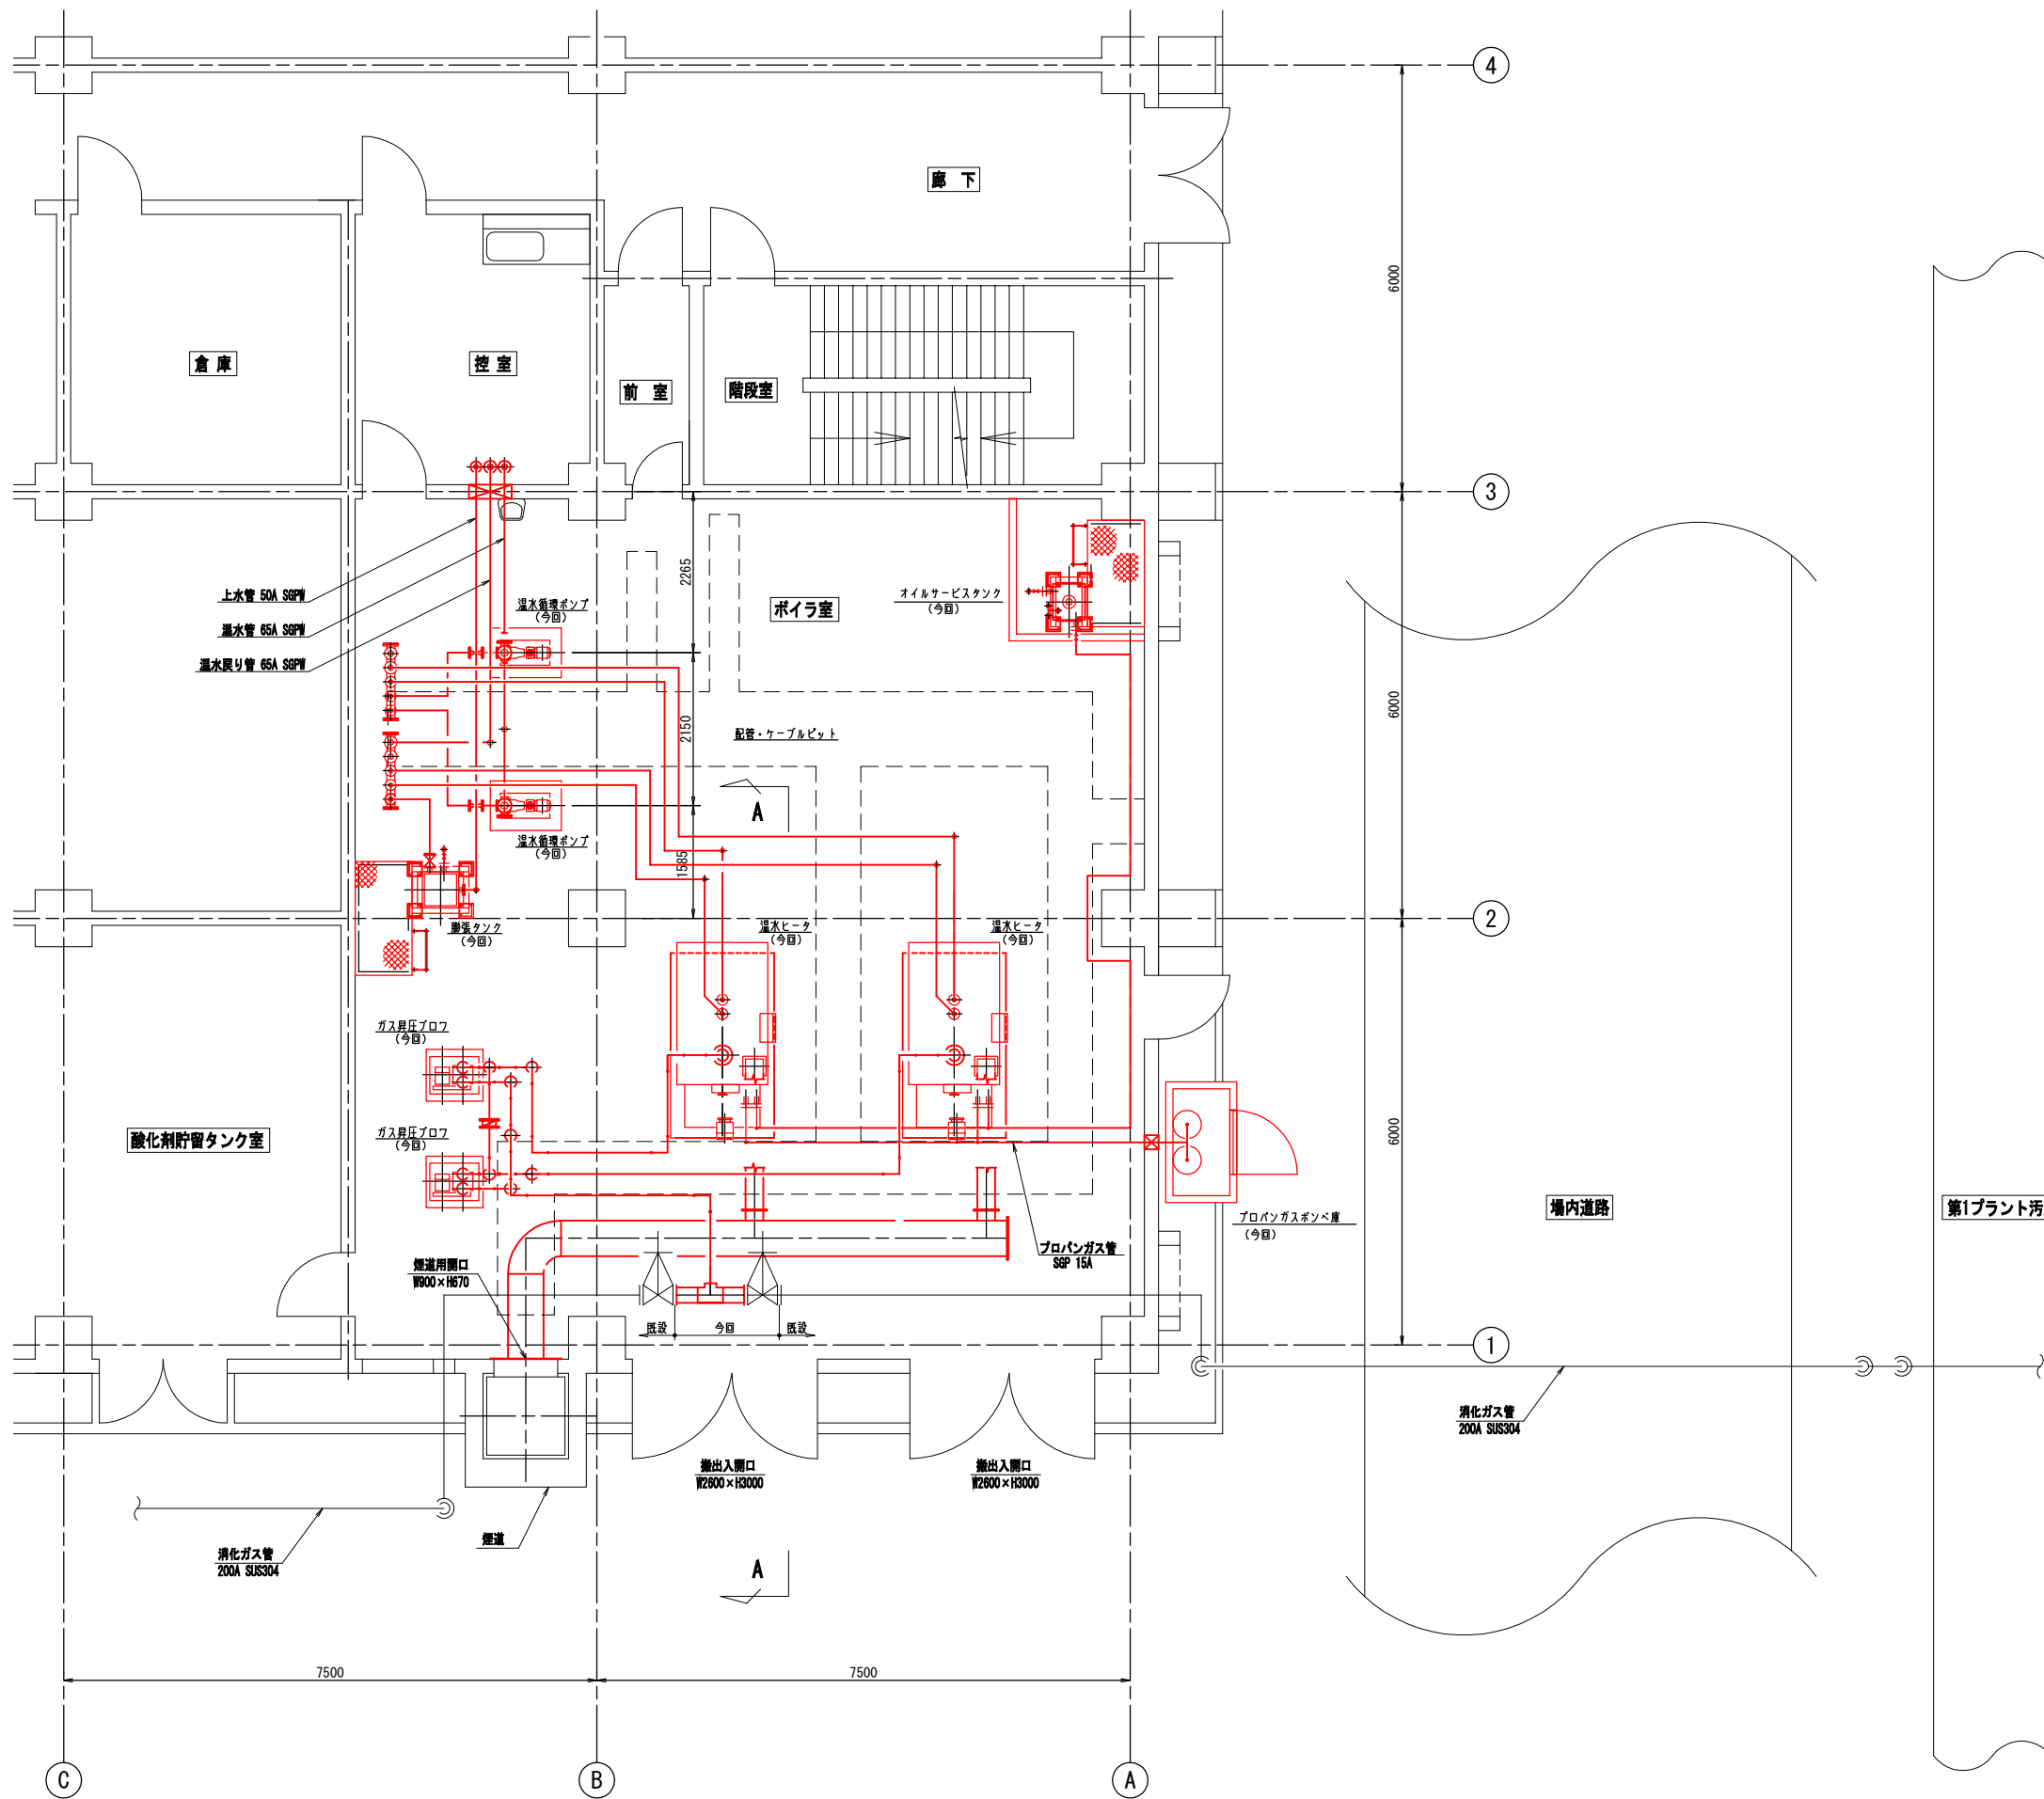 4
廊 下
6000
倉 庫
控 室
前 室
階段室
3
2265
上水管 50A SGPW
温水管 65A SGPW
温水戻り管 65A SGPW
温水循環ポンプ
(今回)
ボイラ室
オイルサービスタンク
(今回)
6000
2150
配管・ケーブルピット
A
温水循環ポンプ
(今回)
1585
膨張タンク
(今回)
温水ヒータ
(今回)
温水ヒータ
(今回)
2
ガス昇圧ブロワ
(今回)
ガス昇圧ブロワ
(今回)
酸化剤貯留タンク室
6000
プロパンガスボンベ庫
(今回)
場内道路
第1プラント汚
プロパンガス管
SGP 15A
煙道用開口
W900×H670
既設
今回
既設
1
消化ガス管
200A SUS304
搬出入開口
W2600×H3000
搬出入開口
W2600×H3000
煙道
消化ガス管
200A SUS304
A
7500
7500
C
B
A